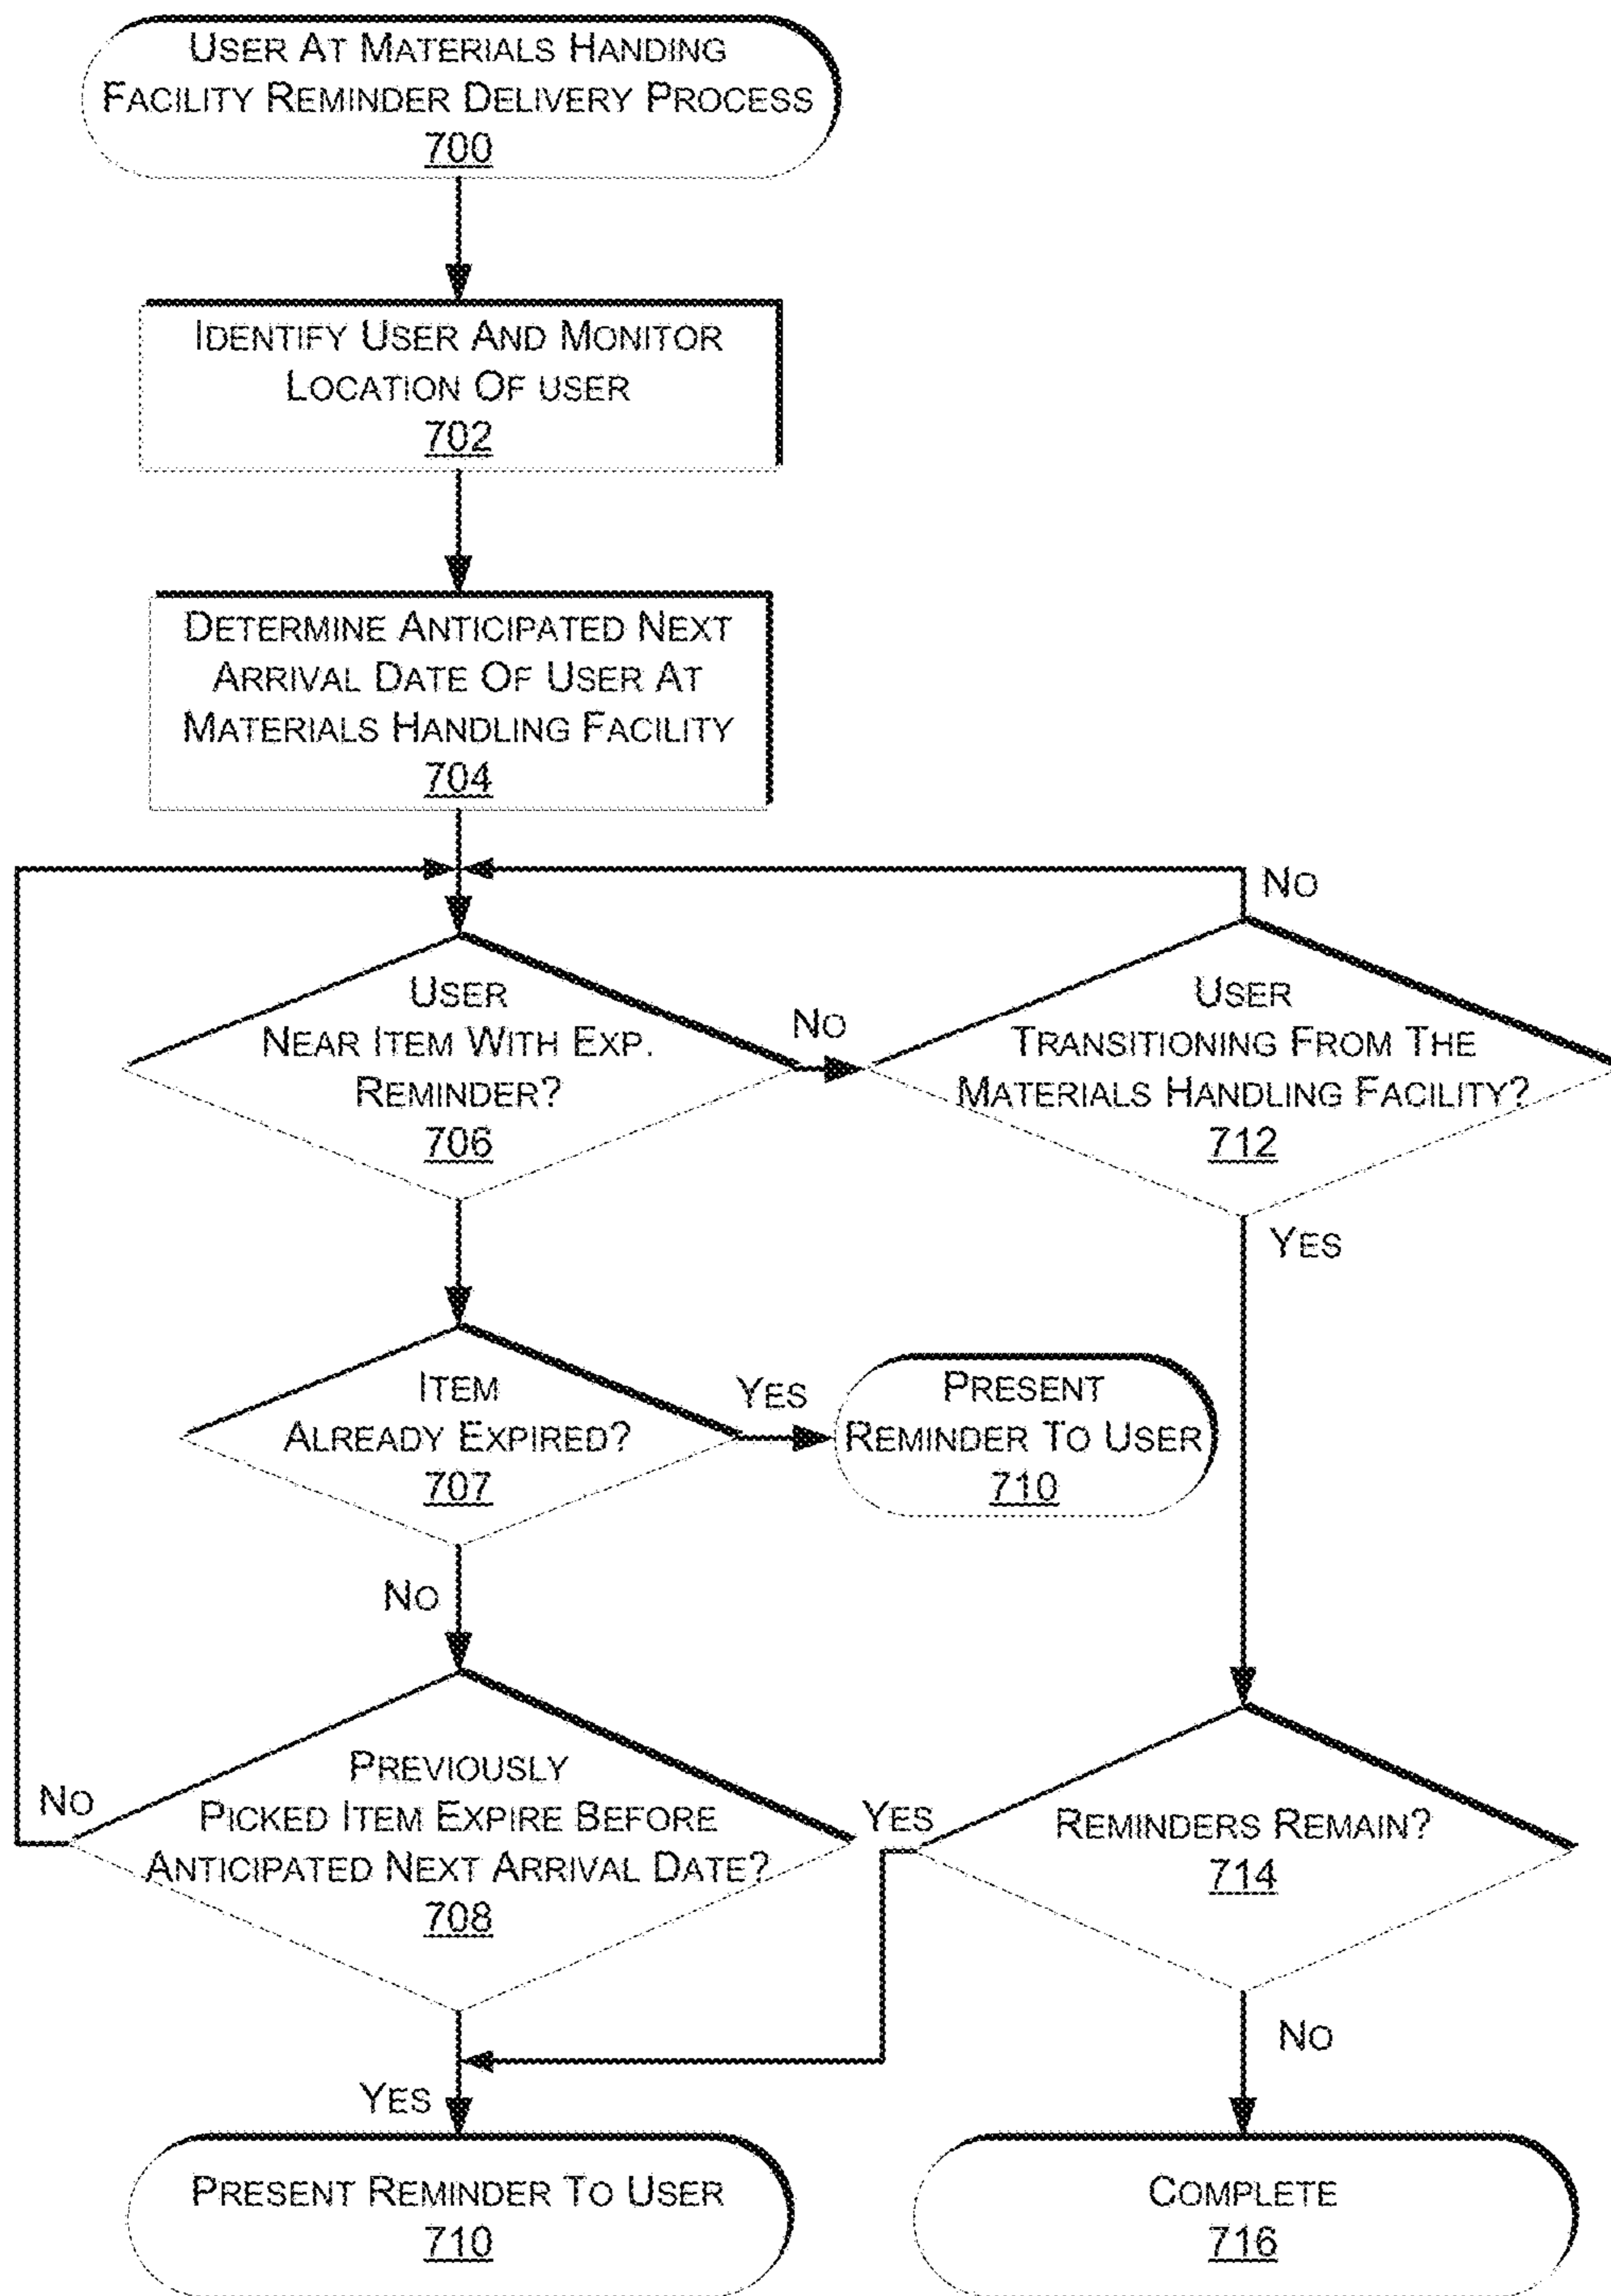 USER AT MATERIALS HANDING
FACILITY REMINDER DELIVERY PROCESS
700
IDENTIFY USER AND MONITOR
LOCATION OF USER
702
DETERMINE ANTICIPATED NEXT
ARRIVAL DATE OF USER AT
MATERIALS HANDLING FACILITY
704
NO
USER
NEAR ITEM WITH EXP.
REMINDER?
706
NO
USER
TRANSITIONING FROM THE
MATERIALS HANDLING FACILITY?
712
YES
ITEM
ALREADY EXPIRED?
707
YES
PRESENT
REMINDER TO USER
710
NO
PREVIOUSLY
PICKED ITEM EXPIRE BEFORE
ANTICIPATED NEXT ARRIVAL DATE?
708
NO
YES
REMINDERS REMAIN?
714
NO
YES
PRESENT REMINDER TO USER
710
COMPLETE
716